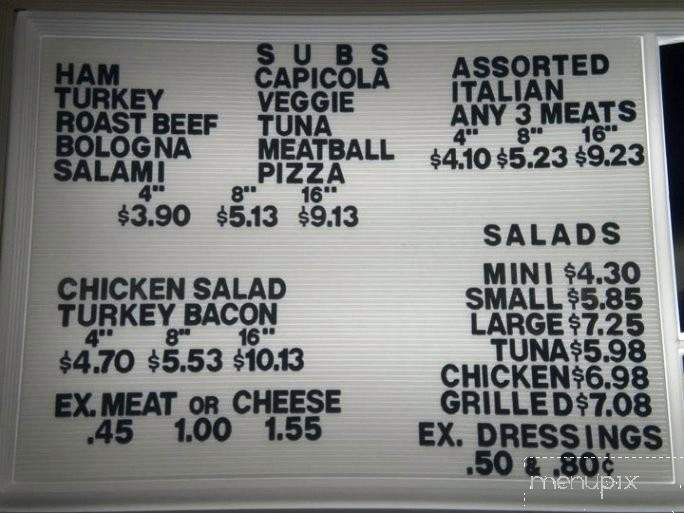 SUBS
HAM
TURKEY
ROAST BEEF
BOLOGNA
SALAMI
CAPICOLA
VEGGIE
TUNA
MEATBALL
PIZZA
4" 8" 16"
$3.90 $5.13 $9.13
ASSORTED
ITALIAN
ANY 3 MEATS
4" 8" 16"
$4.10 $5.23 $9.23
CHICKEN SALAD
TURKEY BACON
4" 8" 16"
$4.70 $5.53 $10.13
EX. MEAT OR CHEESE
.45 1.00 1.55
SALADS
MINI $4.30
SMALL $5.85
LARGE $7.25
TUNA $5.98
CHICKEN $6.98
GRILLED $7.08
EX. DRESSINGS
.50 & .80¢
menupix